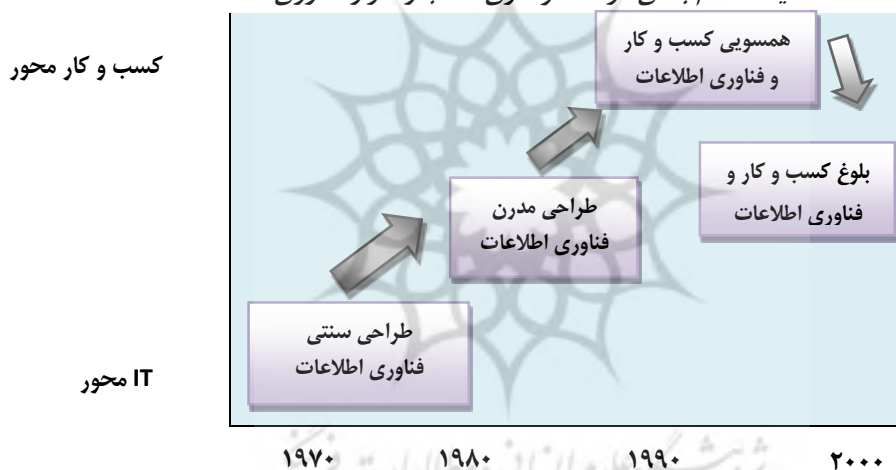 کسب و کار محور
همسویی کسب و کار
و فناوری اطلاعات
بلوغ کسب و کار و
فناوری اطلاعات
طراحی مدرن
فناوری اطلاعات
طراحی سنتی
فناوری اطلاعات
IT محور
۱۹۷۰ ۱۹۸۰ ۱۹۹۰ ۲۰۰۰